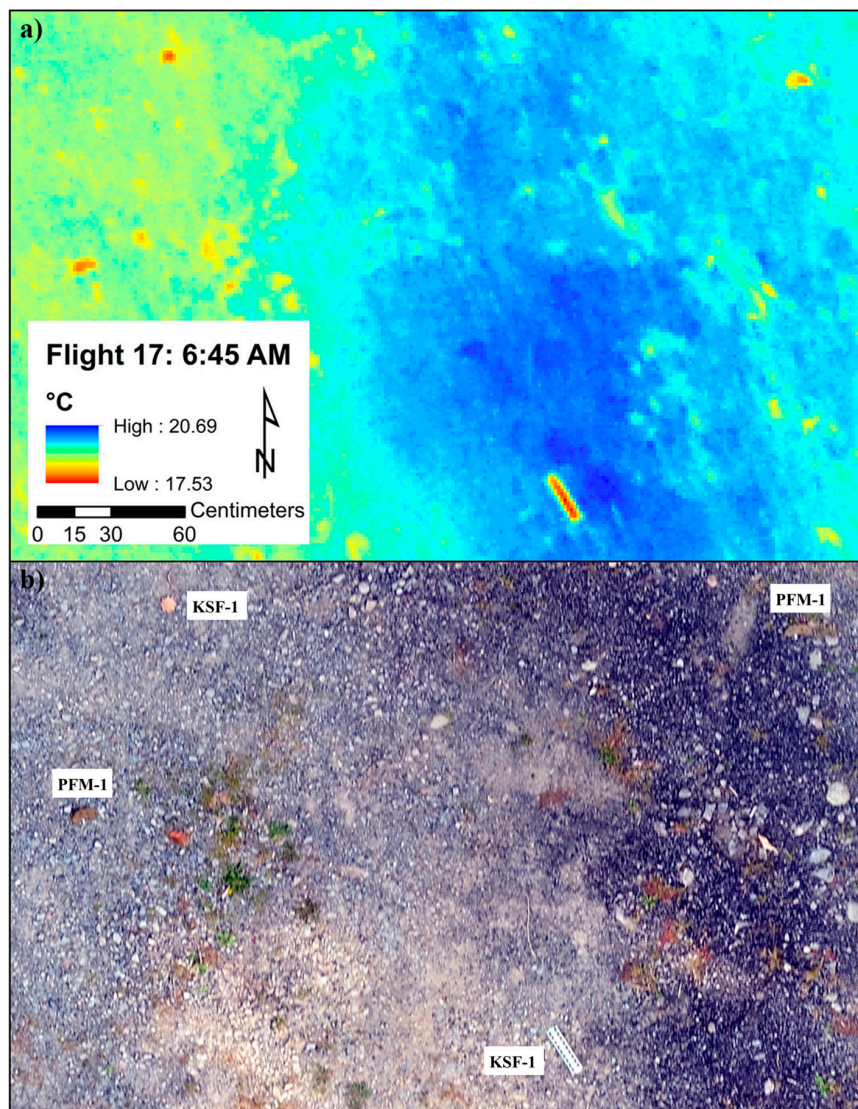 a)
Flight 17: 6:45 AM
°C
High : 20.69
Low : 17.53
N
Centimeters
0 15 30 60
b)
KSF-1
PFM-1
PFM-1
KSF-1